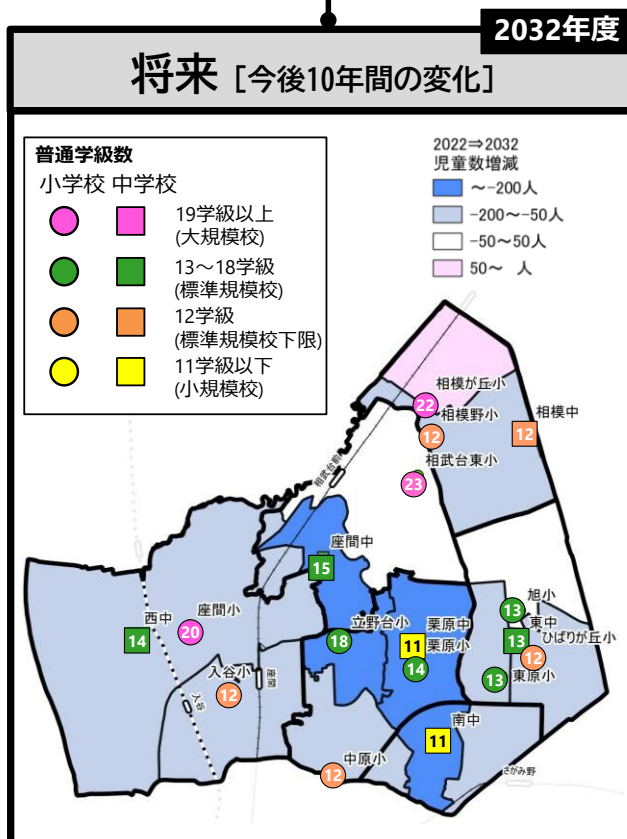 2032年度
将来 [今後10年間の変化]
普通学級数
小学校 中学校
19学級以上
(大規模校)
13～18学級
(標準規模校)
12学級
(標準規模校下限)
11学級以下
(小規模校)
2022⇒2032
児童数増減
～-200人
-200～-50人
-50～50人
50～ 人
相模が丘小
22
相模野小
12
相模中
12
相武台東小
23
相武台前
座間中
15
西中
14
座間小
20
立野台小
18
栗原中
11
栗原小
14
旭小
13
東中
13
ひばりが丘小
12
東原小
13
入谷小
12
座間
入谷
南中
11
中原小
12
さがみ野